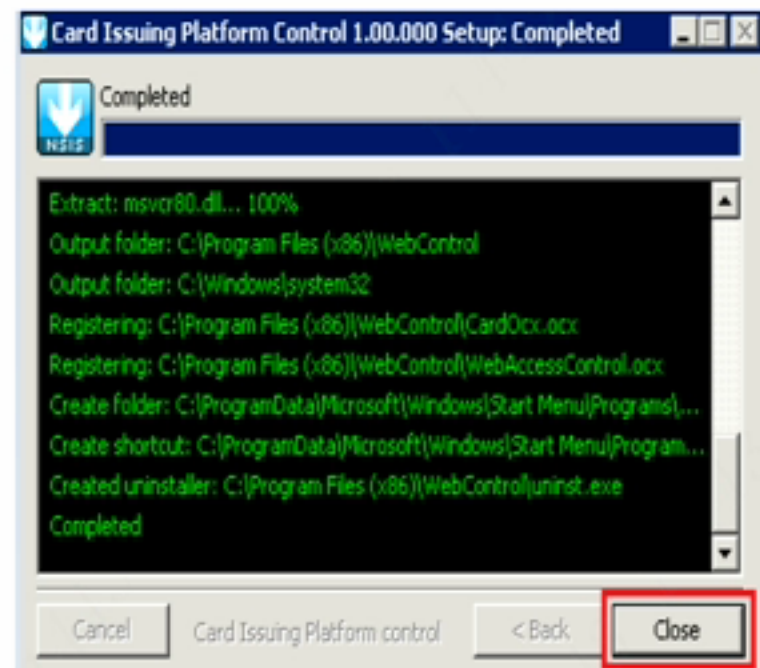 Card Issuing Platform Control 1.00.000 Setup: Completed
Completed
NSIS
Extract: msvcr80.dll... 100%
Output folder: C:\Program Files (x86)\WebControl
Output folder: C:\Windows\system32
Registering: C:\Program Files (x86)\WebControl\CardOcx.ocx
Registering: C:\Program Files (x86)\WebControl\WebAccessControl.ocx
Create folder: C:\ProgramData\Microsoft\Windows\Start Menu\Programs\...
Create shortcut: C:\ProgramData\Microsoft\Windows\Start Menu\Program...
Created uninstaller: C:\Program Files (x86)\WebControl\uninst.exe
Completed
Cancel
Card Issuing Platform control
< Back
Close